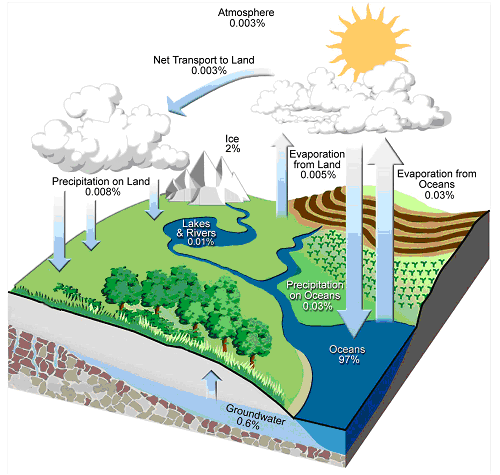 Atmosphere
0.003%
Net Transport to Land
0.003%
Ice
2%
Precipitation on Land
0.008%
Evaporation
from Land
0.005%
Evaporation from
Oceans
0.03%
Lakes
& Rivers
0.01%
Precipitation
on Oceans
0.03%
Oceans
97%
Groundwater
0.6%